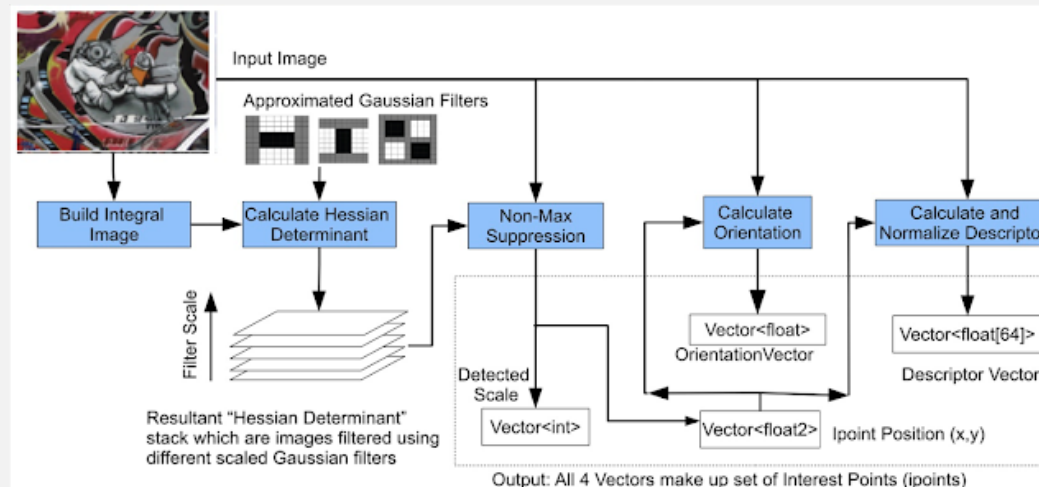 Input Image
Approximated Gaussian Filters
Build Integral
Image
Calculate Hessian
Determinant
Non-Max
Suppression
Calculate
Orientation
Calculate and
Normalize Descripto
Filter Scale
Vector<float>
OrientationVector
Vector<float[64]>
Descriptor Vector
Detected
Scale
Vector<int>
Vector<float2>
Ipoint Position (x,y)
Resultant “Hessian Determinant”
stack which are images filtered using
different scaled Gaussian filters
Output: All 4 Vectors make up set of Interest Points (ipoints)